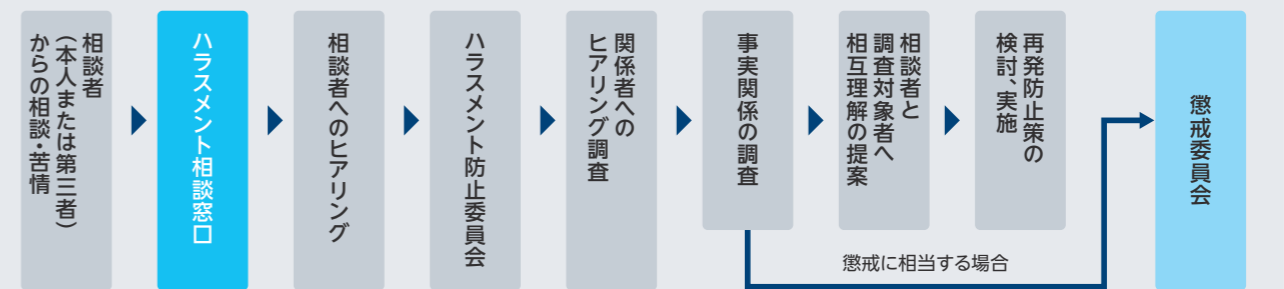 相談者
（本人または第三者）
からの相談・苦情
ハラスメント相談窓口
相談者へのヒアリング
ハラスメント防止委員会
関係者への
ヒアリング調査
事実関係の調査
相談者と
調査対象者へ
相互理解の提案
再発防止策の
検討、実施
懲戒委員会
懲戒に相当する場合